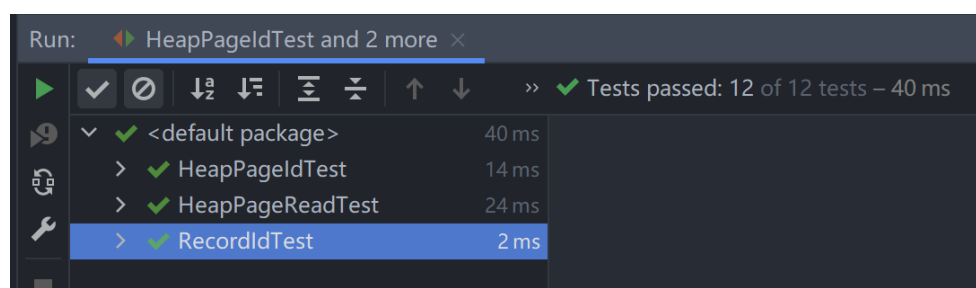 Run: HeapPageIdTest and 2 more
Tests passed: 12 of 12 tests – 40 ms
<default package> 40 ms
HeapPageIdTest 14 ms
HeapPageReadTest 24 ms
RecordIdTest 2 ms